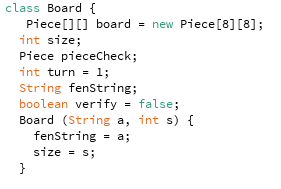 class Board {
Piece[][] board = new Piece[8][8];
int size;
Piece pieceCheck;
int turn = 1;
String fenString;
boolean verify = false;
Board (String a, int s) {
fenString = a;
size = s;
}